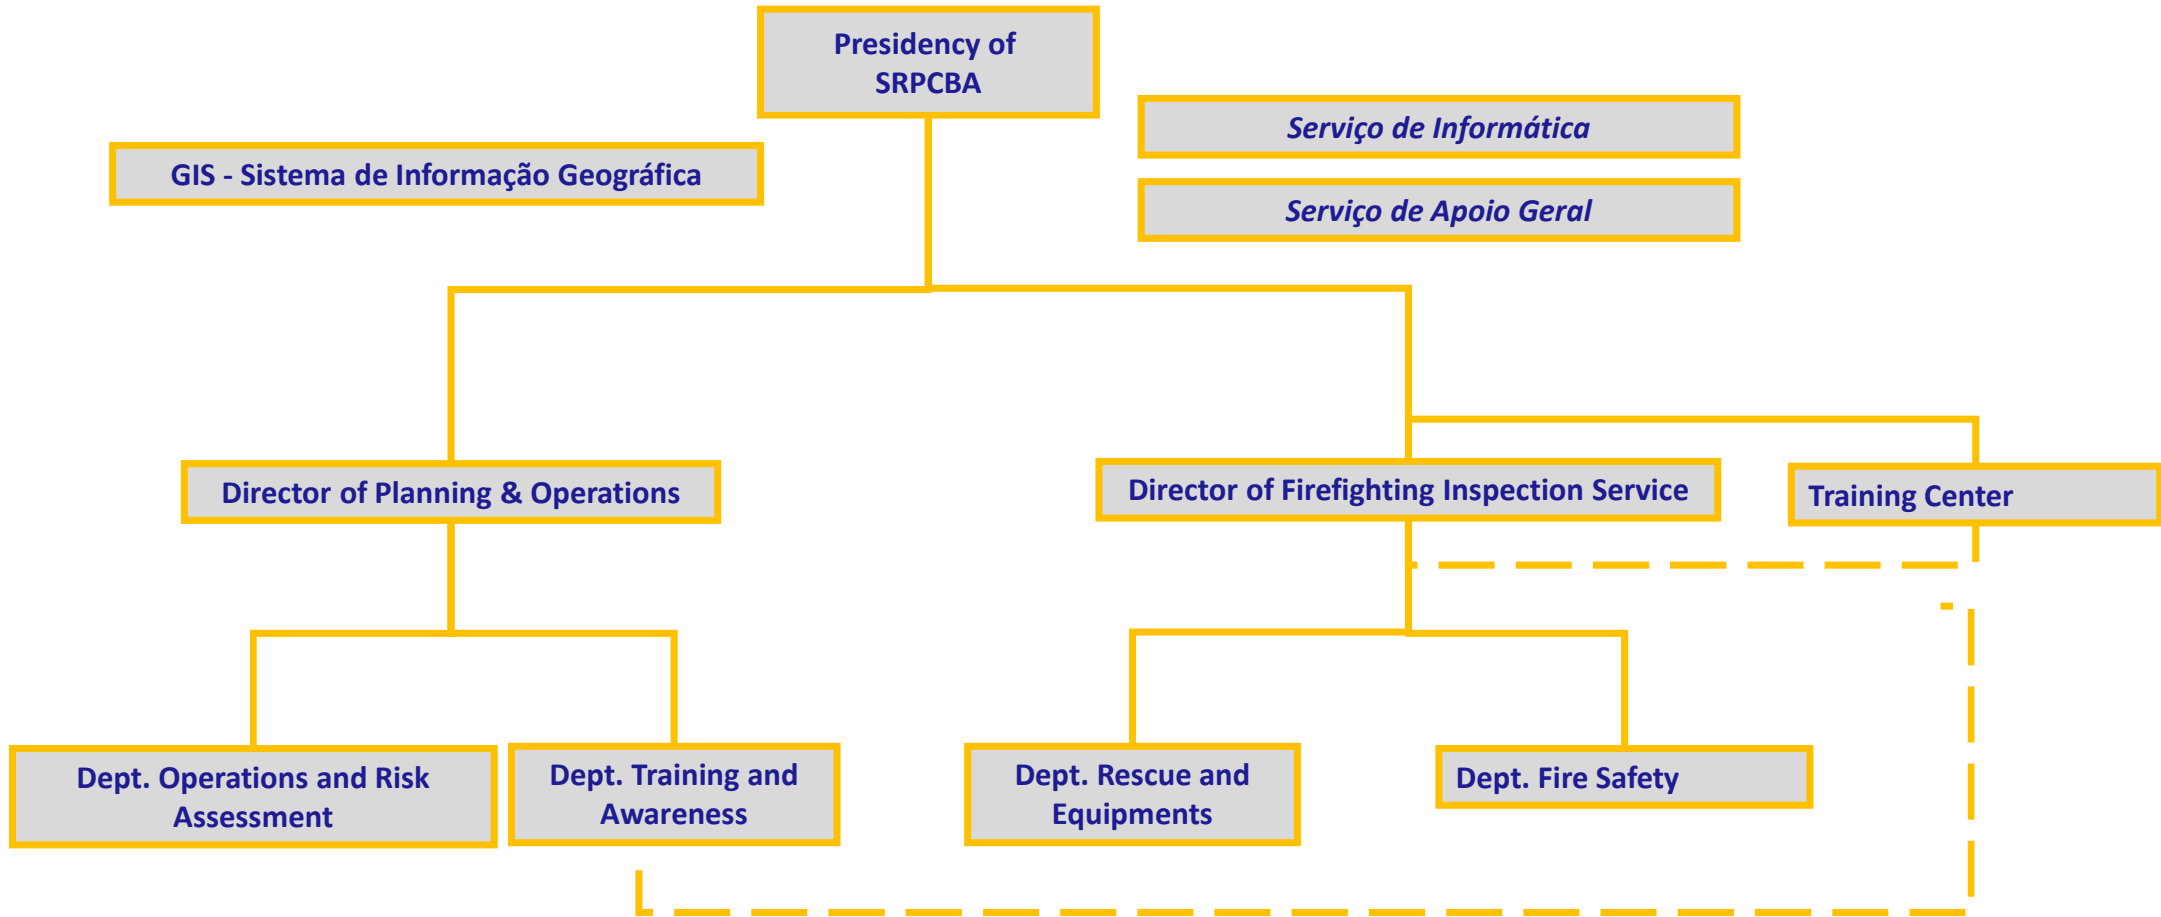 Presidency of
SRPCBA
Serviço de Informática
GIS - Sistema de Informação Geográfica
Serviço de Apoio Geral
Director of Planning & Operations
Director of Firefighting Inspection Service
Training Center
Dept. Operations and Risk
Assessment
Dept. Training and
Awareness
Dept. Rescue and
Equipments
Dept. Fire Safety